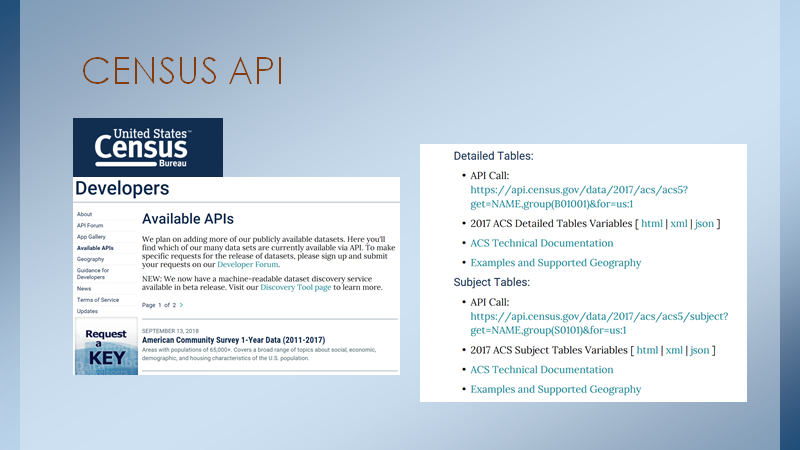 CENSUS API
United States™
Census
Bureau
Developers
About
API Forum
App Gallery
Available APIs
Geography
Guidance for
Developers
News
Terms of Service
Updates
Request
a
KEY
Available APIs
We plan on adding more of our publicly available datasets. Here you'll
find which of our many data sets are currently available via API. To make
specific requests for the release of datasets, please sign up and submit
your requests on our Developer Forum.
NEW: We now have a machine-readable dataset discovery service
available in beta release. Visit our Discovery Tool page to learn more.
Page 1 of 2 >
SEPTEMBER 13, 2018
American Community Survey 1-Year Data (2011-2017)
Areas with populations of 65,000+. Covers a broad range of topics about social, economic,
demographic, and housing characteristics of the U.S. population.
Detailed Tables:
• API Call:
https://api.census.gov/data/2017/acs/acs5?
get=NAME,group(B01001)&for=us:1
• 2017 ACS Detailed Tables Variables [ html | xml | json ]
• ACS Technical Documentation
• Examples and Supported Geography
Subject Tables:
• API Call:
https://api.census.gov/data/2017/acs/acs5/subject?
get=NAME,group(S0101)&for=us:1
• 2017 ACS Subject Tables Variables [ html | xml | json ]
• ACS Technical Documentation
• Examples and Supported Geography